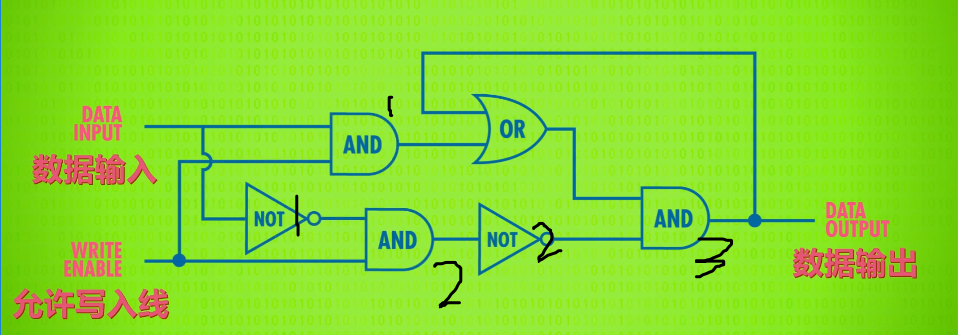 DATA
INPUT
数据输入
AND
1
OR
NOT
1
AND
2
NOT
2
AND
3
DATA
OUTPUT
数据输出
WRITE
ENABLE
允许写入线